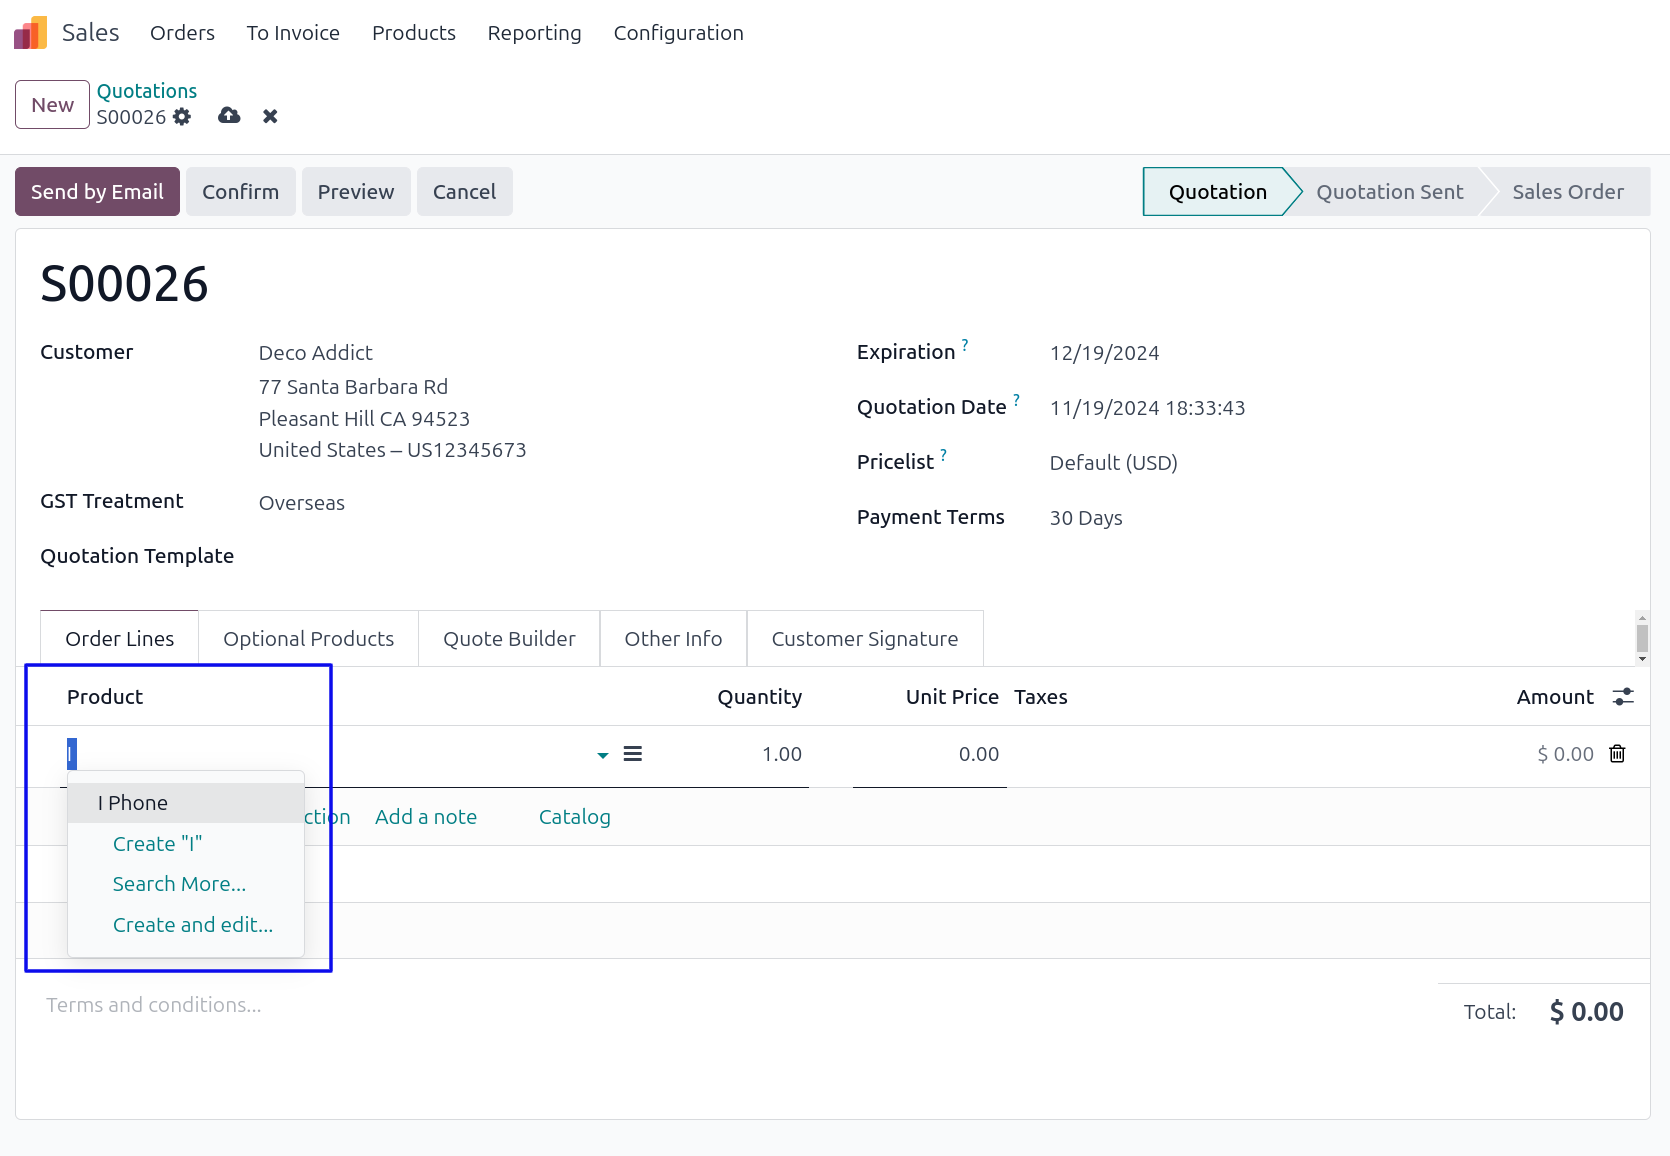 Sales Orders To Invoice Products Reporting Configuration
New
Quotations
S00026
Send by Email Confirm Preview Cancel
Quotation Quotation Sent Sales Order
S00026
Customer
Deco Addict
77 Santa Barbara Rd
Pleasant Hill CA 94523
United States – US12345673
GST Treatment Overseas
Quotation Template
Expiration ? 12/19/2024
Quotation Date ? 11/19/2024 18:33:43
Pricelist ? Default (USD)
Payment Terms 30 Days
Order Lines Optional Products Quote Builder Other Info Customer Signature
Product Quantity Unit Price Taxes Amount
I 1.00 0.00 $ 0.00
I Phone
Create "I"
Search More...
Create and edit...
ction Add a note Catalog
Terms and conditions...
Total: $ 0.00